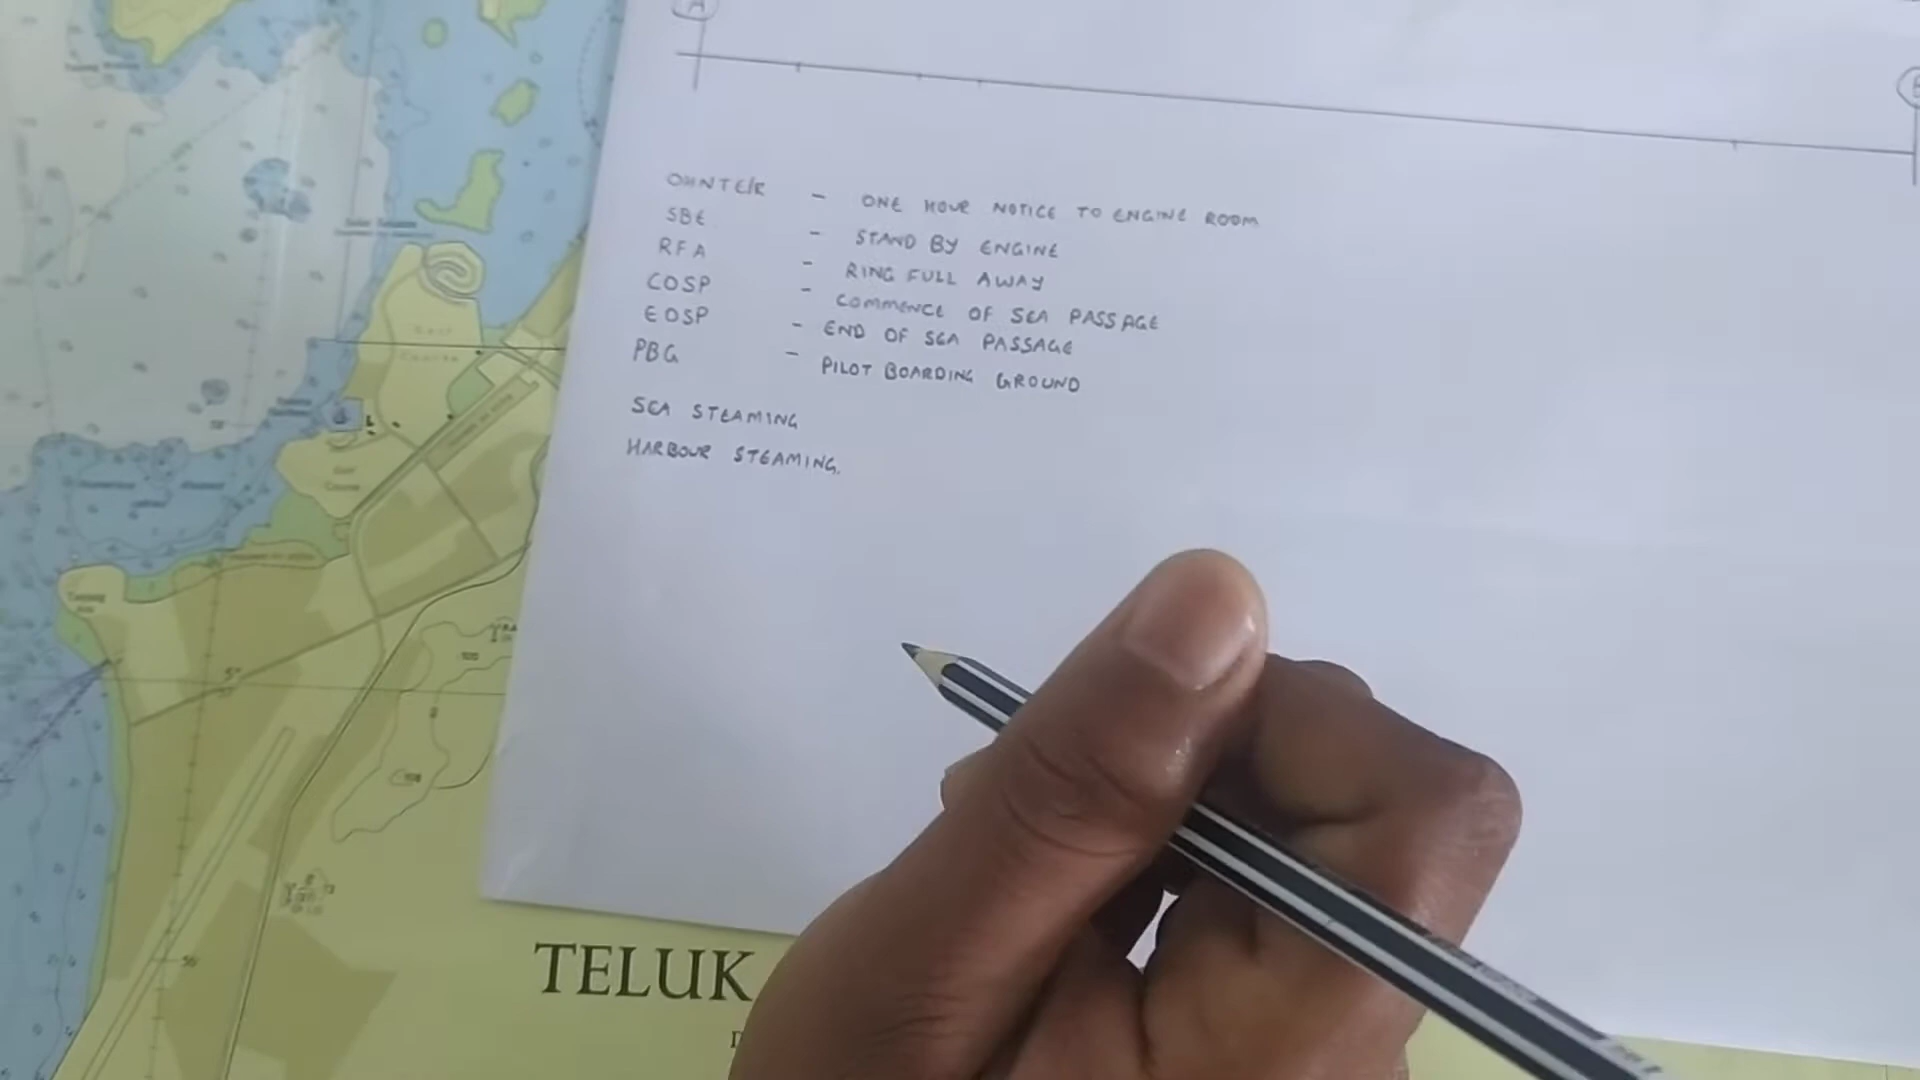 A
OHNTE/R - ONE HOUR NOTICE TO ENGINE ROOM
SBE - STAND BY ENGINE
RFA - RING FULL AWAY
COSP - COMMENCE OF SEA PASSAGE
EOSP - END OF SEA PASSAGE
PBG - PILOT BOARDING GROUND
SEA STEAMING
HARBOUR STEAMING.
TELUK